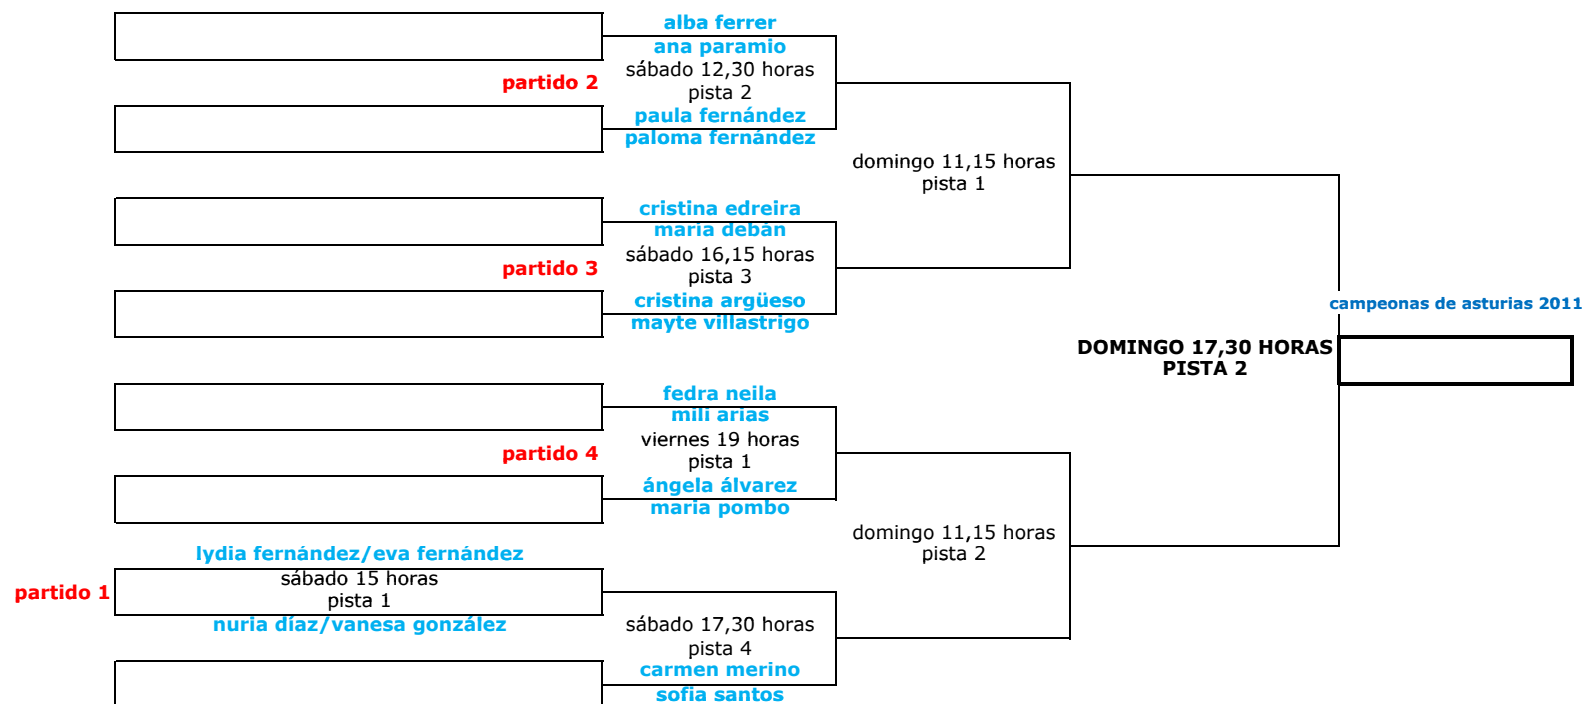 alba ferrer
ana paramio
partido 2
sábado 12,30 horas
pista 2
paula fernández
paloma fernández
domingo 11,15 horas
pista 1
cristina edreira
maría debán
partido 3
sábado 16,15 horas
pista 3
cristina argüeso
mayte villastrigo
campeonas de asturias 2011
DOMINGO 17,30 HORAS
PISTA 2
fedra neila
mili arias
partido 4
viernes 19 horas
pista 1
ángela álvarez
maria pombo
domingo 11,15 horas
pista 2
lydia fernández/eva fernández
partido 1
sábado 15 horas
pista 1
nuria díaz/vanesa gonzález
sábado 17,30 horas
pista 4
carmen merino
sofia santos